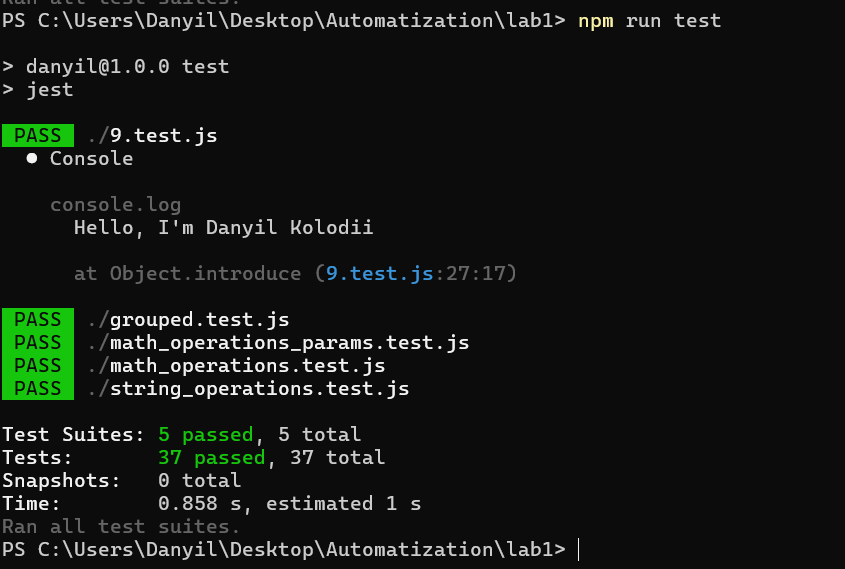 Ran all test suites.
PS C:\Users\Danyil\Desktop\Automatization\lab1> npm run test
> danyil@1.0.0 test
> jest
PASS ./9.test.js
● Console
console.log
Hello, I'm Danyil Kolodii
at Object.introduce (9.test.js:27:17)
PASS ./grouped.test.js
PASS ./math_operations_params.test.js
PASS ./math_operations.test.js
PASS ./string_operations.test.js
Test Suites: 5 passed, 5 total
Tests: 37 passed, 37 total
Snapshots: 0 total
Time: 0.858 s, estimated 1 s
Ran all test suites.
PS C:\Users\Danyil\Desktop\Automatization\lab1>